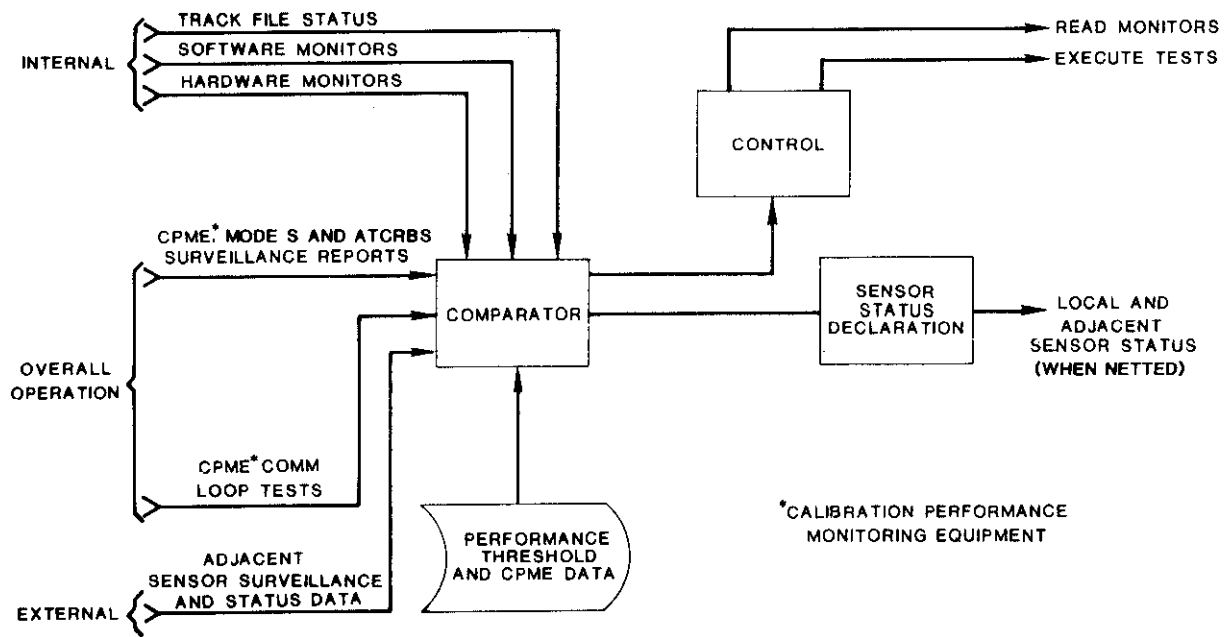 TRACK FILE STATUS
SOFTWARE MONITORS
INTERNAL
HARDWARE MONITORS
READ MONITORS
EXECUTE TESTS
CONTROL
CPME* MODE S AND ATCRBS
SURVEILLANCE REPORTS
COMPARATOR
SENSOR
STATUS
DECLARATION
LOCAL AND
ADJACENT
SENSOR STATUS
(WHEN NETTED)
OVERALL
OPERATION
CPME* COMM
LOOP TESTS
PERFORMANCE
THRESHOLD
AND CPME DATA
*CALIBRATION PERFORMANCE
MONITORING EQUIPMENT
ADJACENT
SENSOR SURVEILLANCE
AND STATUS DATA
EXTERNAL